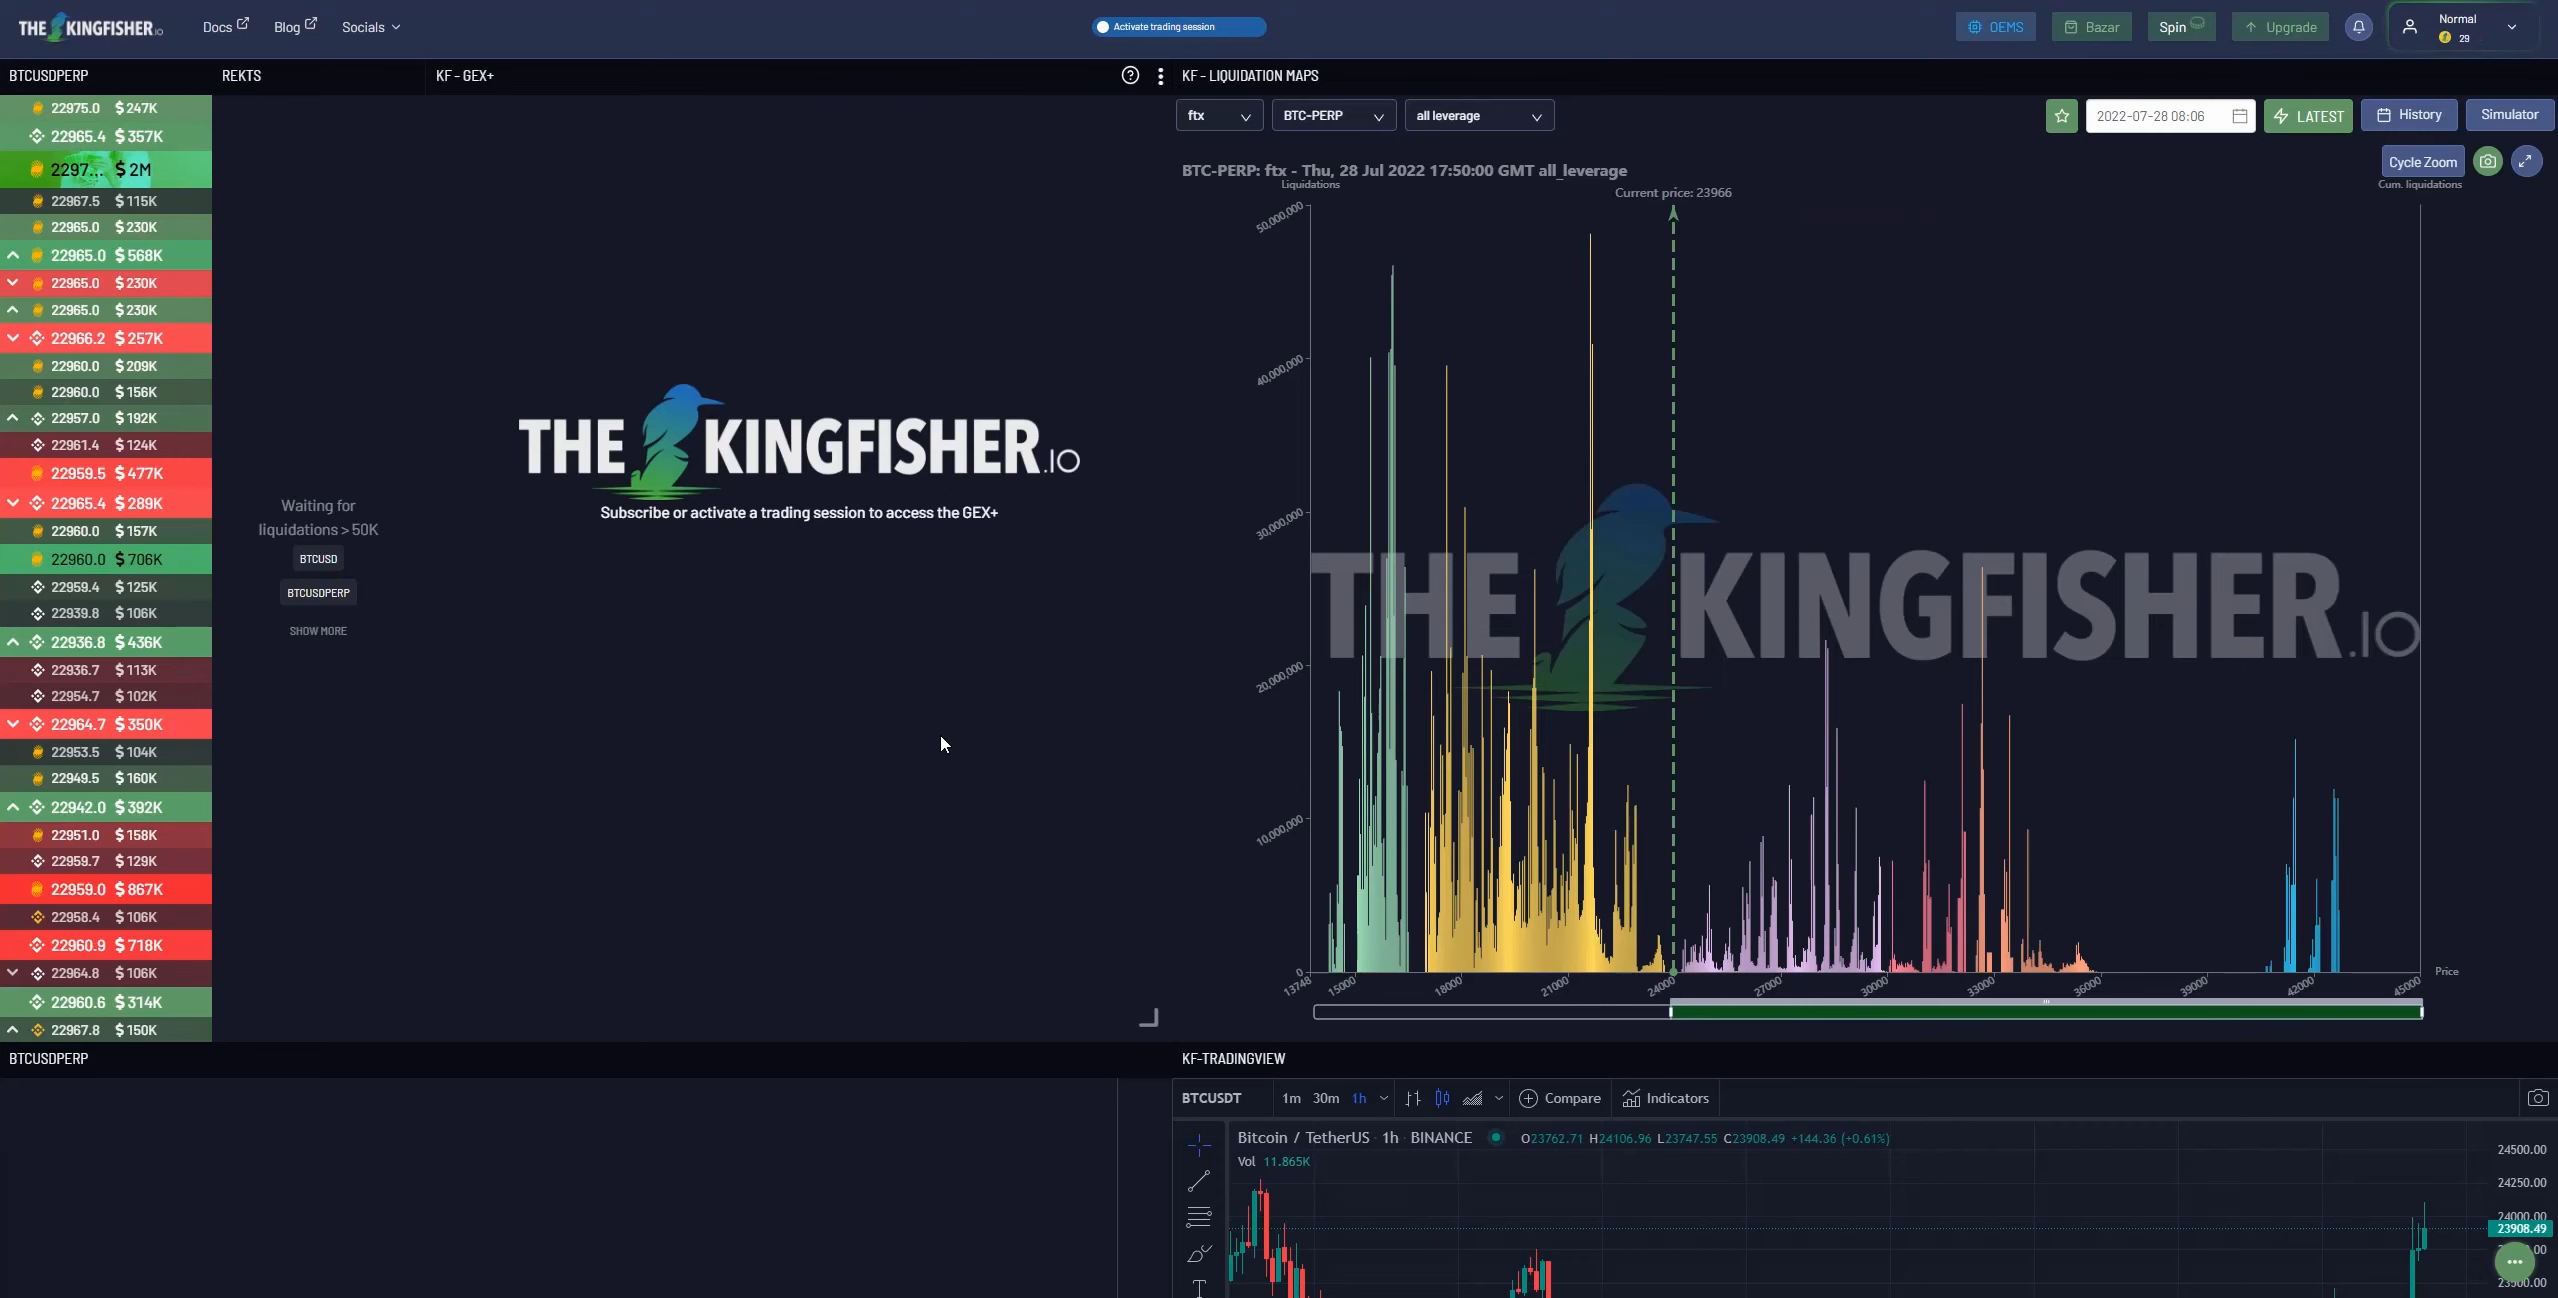 THE KINGFISHER.IO
Docs
Blog
Socials
Activate trading session
OEMS
Bazar
Spin
Upgrade
Normal
29
BTCUSDPERP
REKTS
KF - GEX+
KF - LIQUIDATION MAPS
22975.0 $ 247K
22965.4 $ 357K
2297... $ 2M
22967.5 $ 115K
22965.0 $ 230K
22965.0 $ 568K
22965.0 $ 230K
22965.0 $ 230K
22966.2 $ 257K
22960.0 $ 209K
22960.0 $ 156K
22957.0 $ 192K
22961.4 $ 124K
22959.5 $ 477K
22965.4 $ 289K
22960.0 $ 157K
22960.0 $ 706K
22959.4 $ 125K
22939.8 $ 106K
22936.8 $ 436K
22936.7 $ 113K
22954.7 $ 102K
22964.7 $ 350K
22953.5 $ 104K
22949.5 $ 160K
22942.0 $ 392K
22951.0 $ 158K
22959.7 $ 129K
22959.0 $ 867K
22958.4 $ 106K
22960.9 $ 718K
22964.8 $ 106K
22960.6 $ 314K
22967.8 $ 150K
Waiting for
liquidations > 50K
BTCUSD
BTCUSDPERP
SHOW MORE
THE KINGFISHER.IO
Subscribe or activate a trading session to access the GEX+
ftx
BTC-PERP
all leverage
2022-07-28 08:06
LATEST
History
Simulator
Cycle Zoom
BTC-PERP: ftx - Thu, 28 Jul 2022 17:50:00 GMT all_leverage
Liquidations
Current price: 23966
Cum. liquidations
50,000,000
40,000,000
30,000,000
20,000,000
10,000,000
0
THE KINGFISHER.IO
Price
13748 15000 18000 21000 24000 27000 30000 33000 36000 39000 42000 45000
BTCUSDPERP
KF-TRADINGVIEW
BTCUSDT
1m 30m 1h
Compare
Indicators
Bitcoin / TetherUS · 1h · BINANCE
O23762.71 H24106.96 L23747.55 C23908.49 +144.36 (+0.61%)
Vol 11.865K
24500.00
24250.00
24000.00
23908.49
23500.00